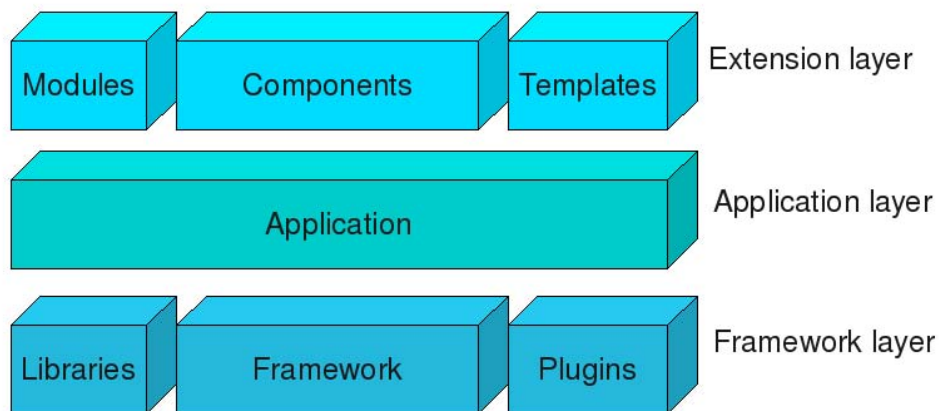 Modules
Components
Templates
Extension layer
Application
Application layer
Libraries
Framework
Plugins
Framework layer